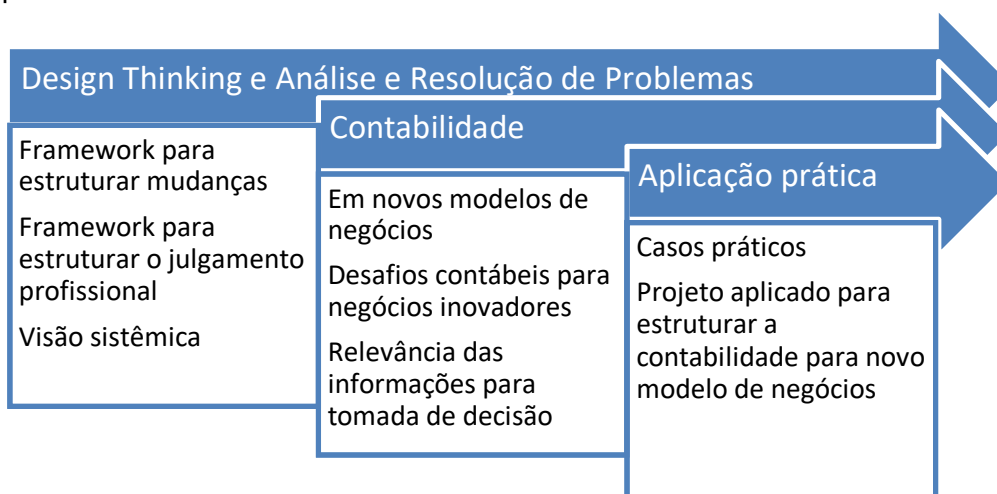 Design Thinking e Análise e Resolução de Problemas
Framework para
estruturar mudanças
Framework para
estruturar o julgamento
profissional
Visão sistêmica
Contabilidade
Em novos modelos de
negócios
Desafios contábeis para
negócios inovadores
Relevância das
informações para
tomada de decisão
Aplicação prática
Casos práticos
Projeto aplicado para
estruturar a
contabilidade para novo
modelo de negócios